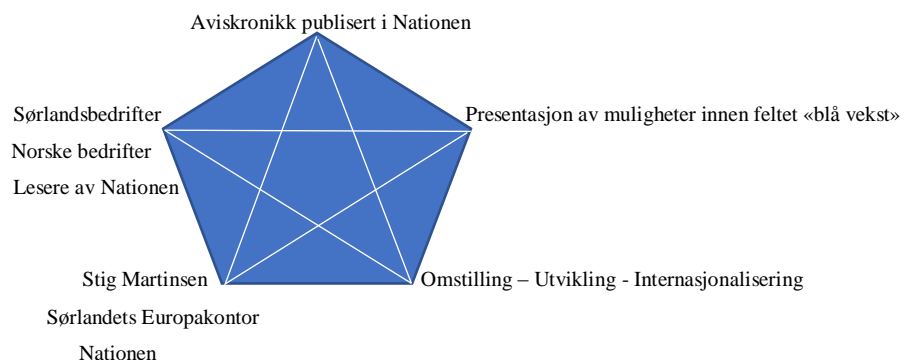 Aviskronikk publisert i Nationen
Sørlandsbedrifter
Presentasjon av muligheter innen feltet «blå vekst»
Norske bedrifter
Lesere av Nationen
Stig Martinsen
Omstilling – Utvikling - Internasjonalisering
Sørlandets Europakontor
Nationen